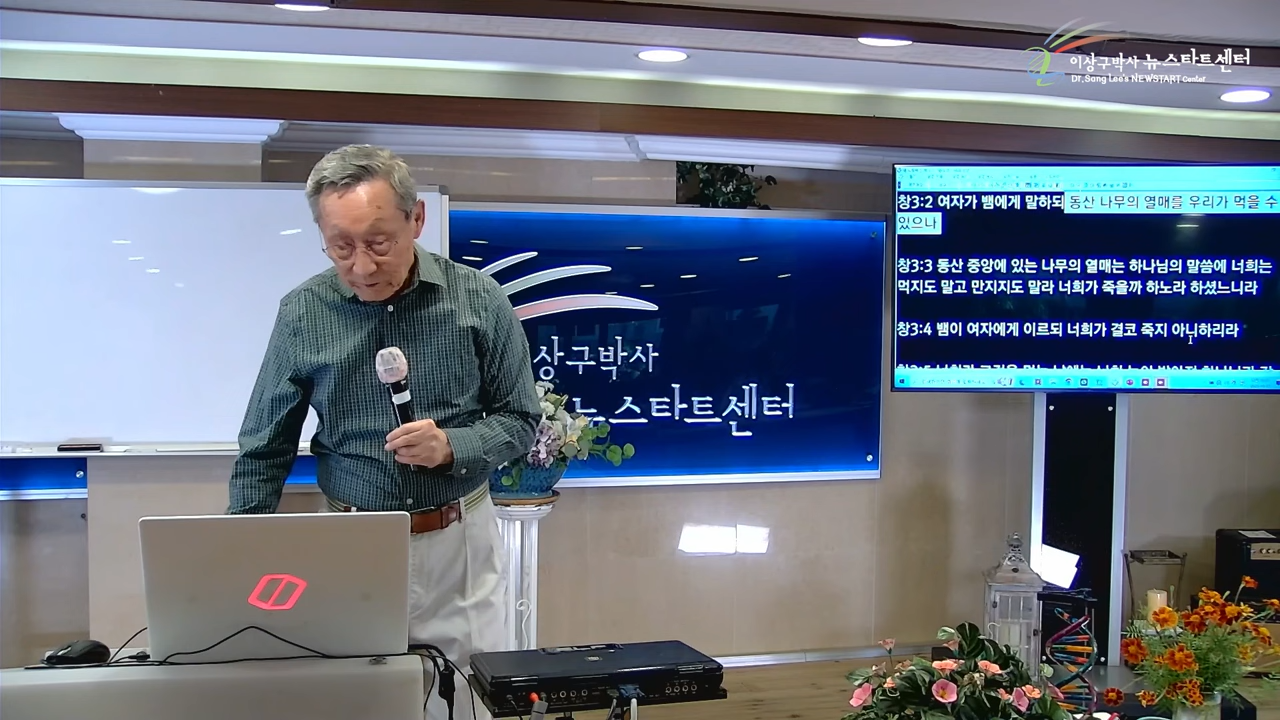 이상구박사 뉴스타트센터
Dr. Sang Lee's NEWSTART Center
창3:2 여자가 뱀에게 말하되 동산 나무의 열매를 우리가 먹을 수
있으나
창3:3 동산 중앙에 있는 나무의 열매는 하나님의 말씀에 너희는
먹지도 말고 만지지도 말라 너희가 죽을까 하노라 하셨느니라
창3:4 뱀이 여자에게 이르되 너희가 결코 죽지 아니하리라
상구박사
뉴스타트센터